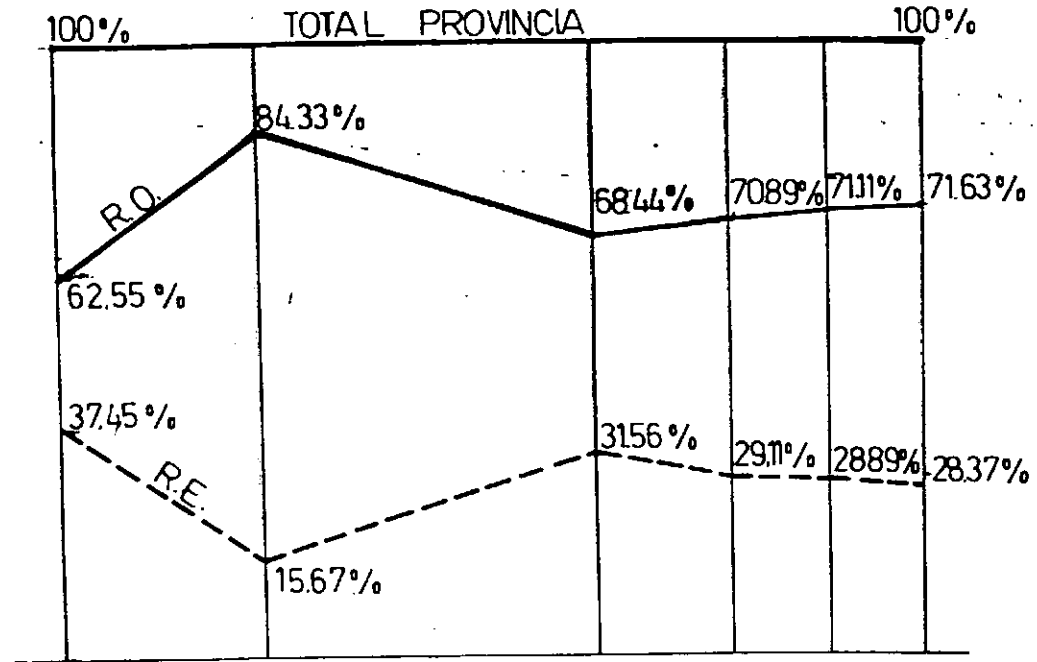 100% TOTAL PROVINCIA 100%
84.33%
R.O. 68.44% 70.89% 71.11% 71.63%
62.55%
37.45% 31.56% 29.11% 28.89% 28.37%
R.E.
15.67%